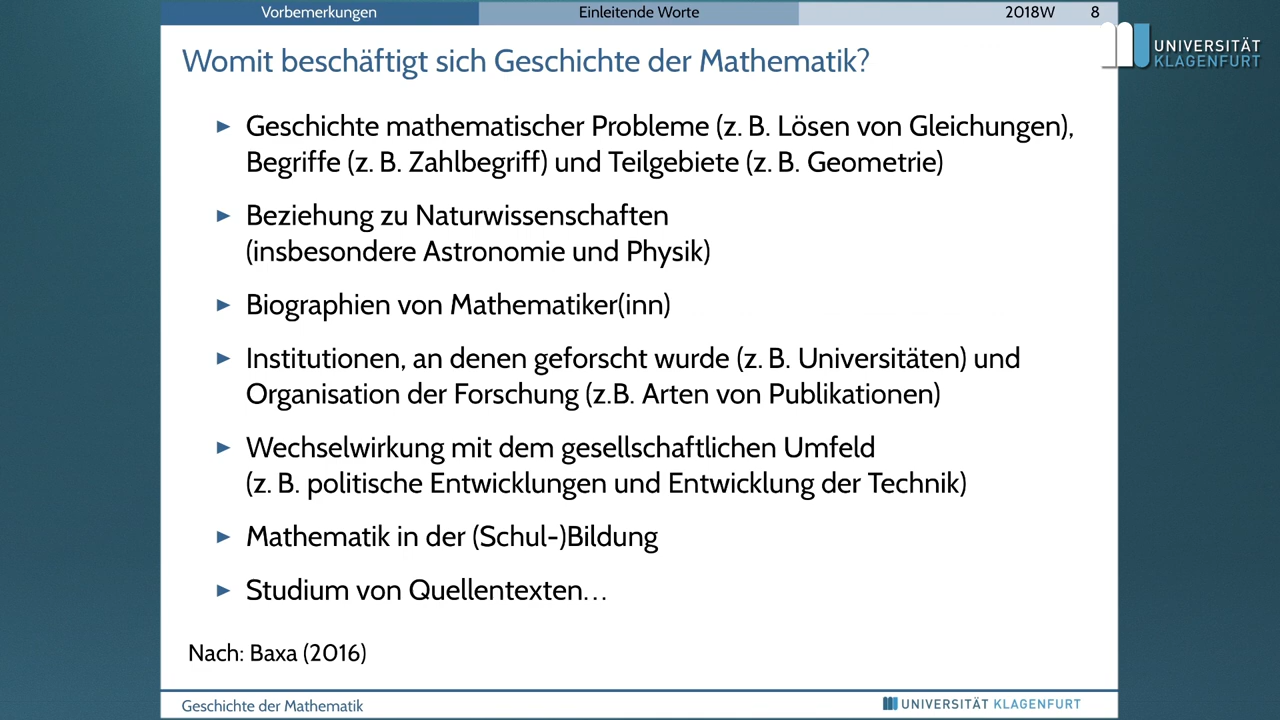 Vorbemerkungen Einleitende Worte 2018W 8
UNIVERSITÄT
KLAGENFURT
Womit beschäftigt sich Geschichte der Mathematik?
► Geschichte mathematischer Probleme (z. B. Lösen von Gleichungen),
Begriffe (z. B. Zahlbegriff) und Teilgebiete (z. B. Geometrie)
► Beziehung zu Naturwissenschaften
(insbesondere Astronomie und Physik)
► Biographien von Mathematiker(inn)
► Institutionen, an denen geforscht wurde (z. B. Universitäten) und
Organisation der Forschung (z.B. Arten von Publikationen)
► Wechselwirkung mit dem gesellschaftlichen Umfeld
(z. B. politische Entwicklungen und Entwicklung der Technik)
► Mathematik in der (Schul-)Bildung
► Studium von Quellentexten…
Nach: Baxa (2016)
Geschichte der Mathematik UNIVERSITÄT KLAGENFURT